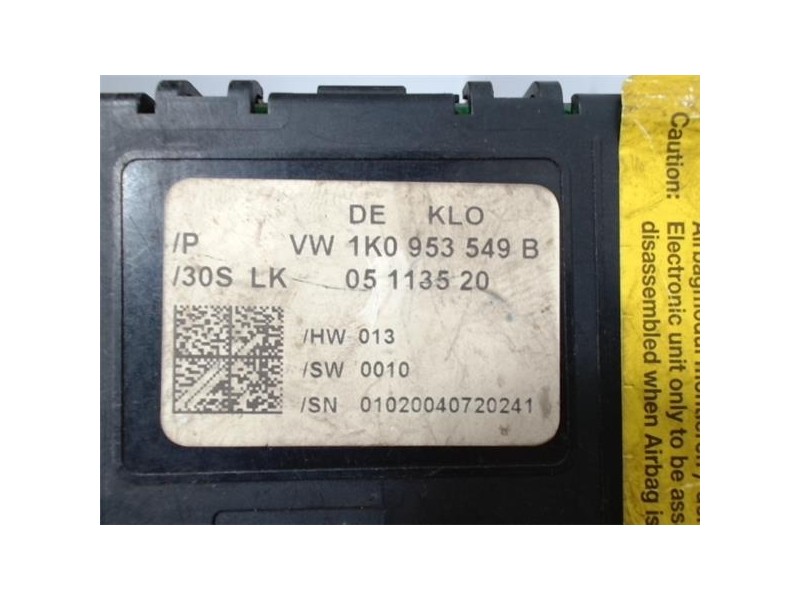 DE KLO
/P VW 1K0 953 549 B
/30S LK 05 1135 20
/HW 013
/SW 0010
/SN 01020040720241
Caution:
Electronic unit only to be
disassembled when Airbag is